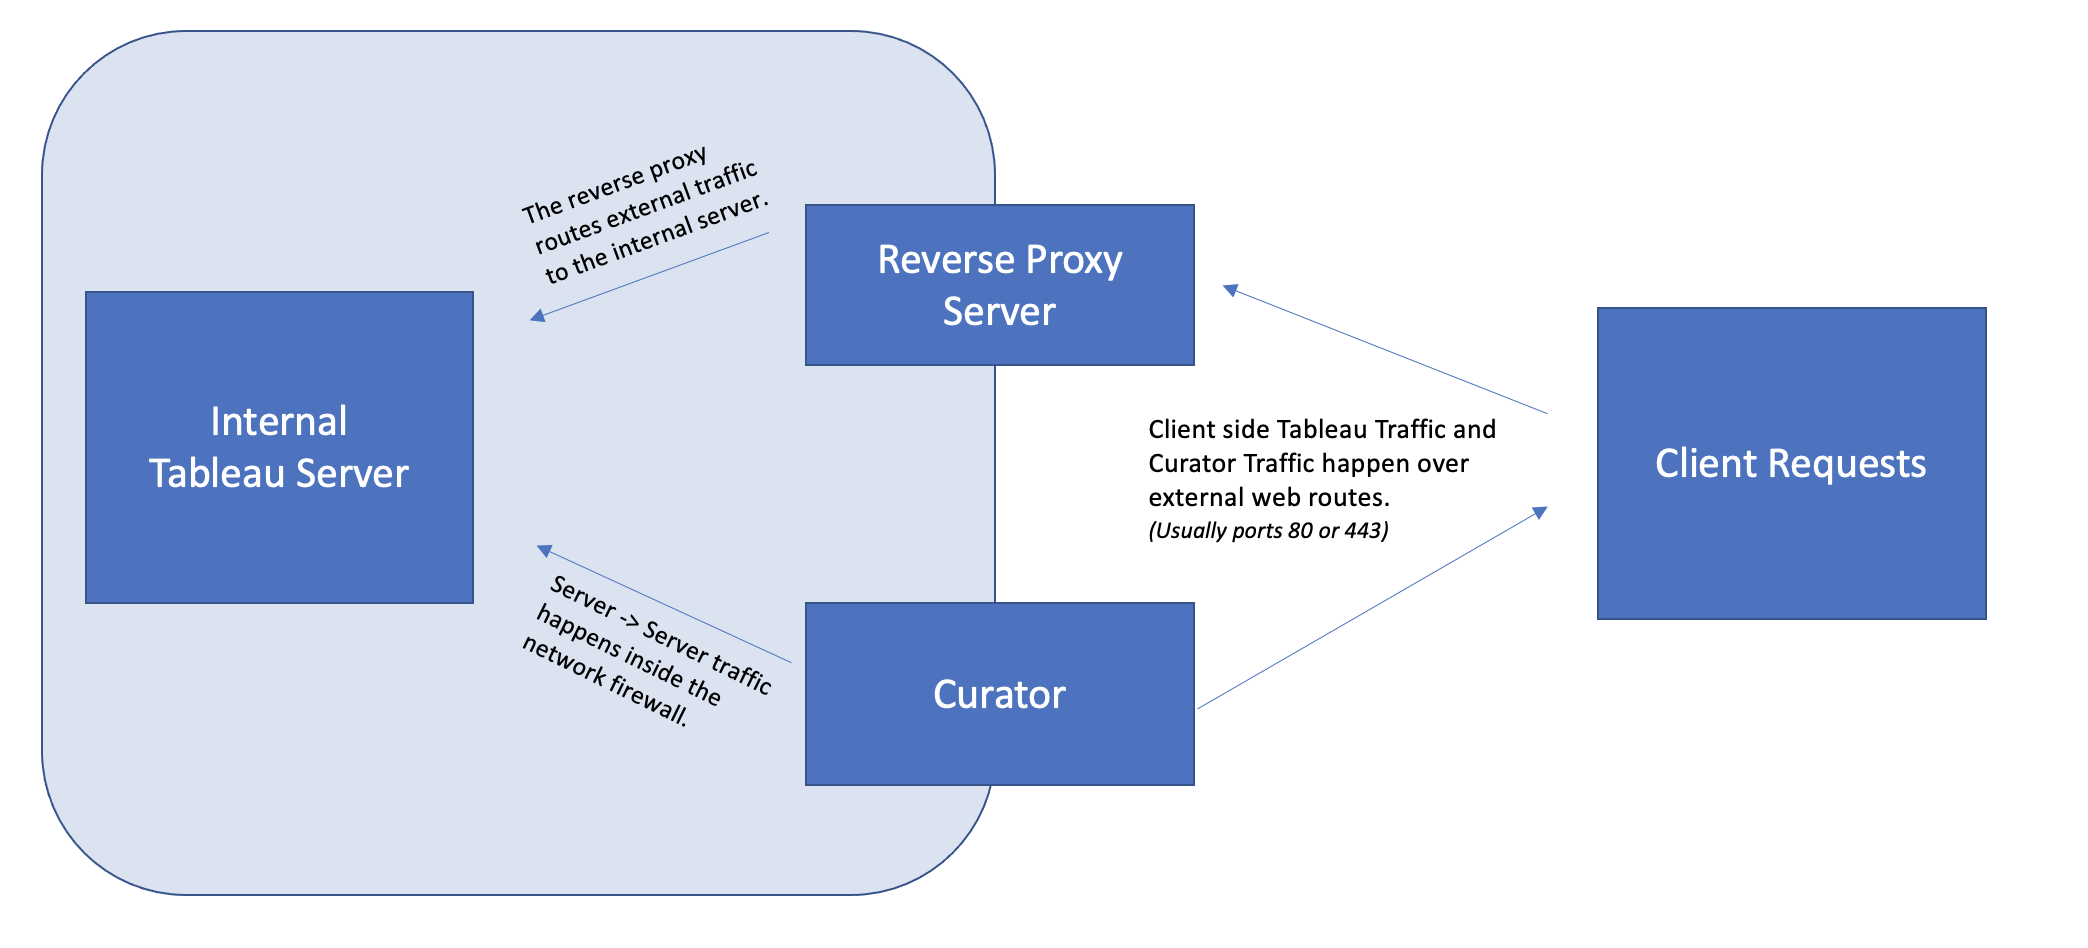 The reverse proxy
routes external traffic
to the internal server.
Reverse Proxy
Server
Internal
Tableau Server
Client side Tableau Traffic and
Curator Traffic happen over
external web routes.
(Usually ports 80 or 443)
Client Requests
Server -> Server traffic
happens inside the
network firewall.
Curator